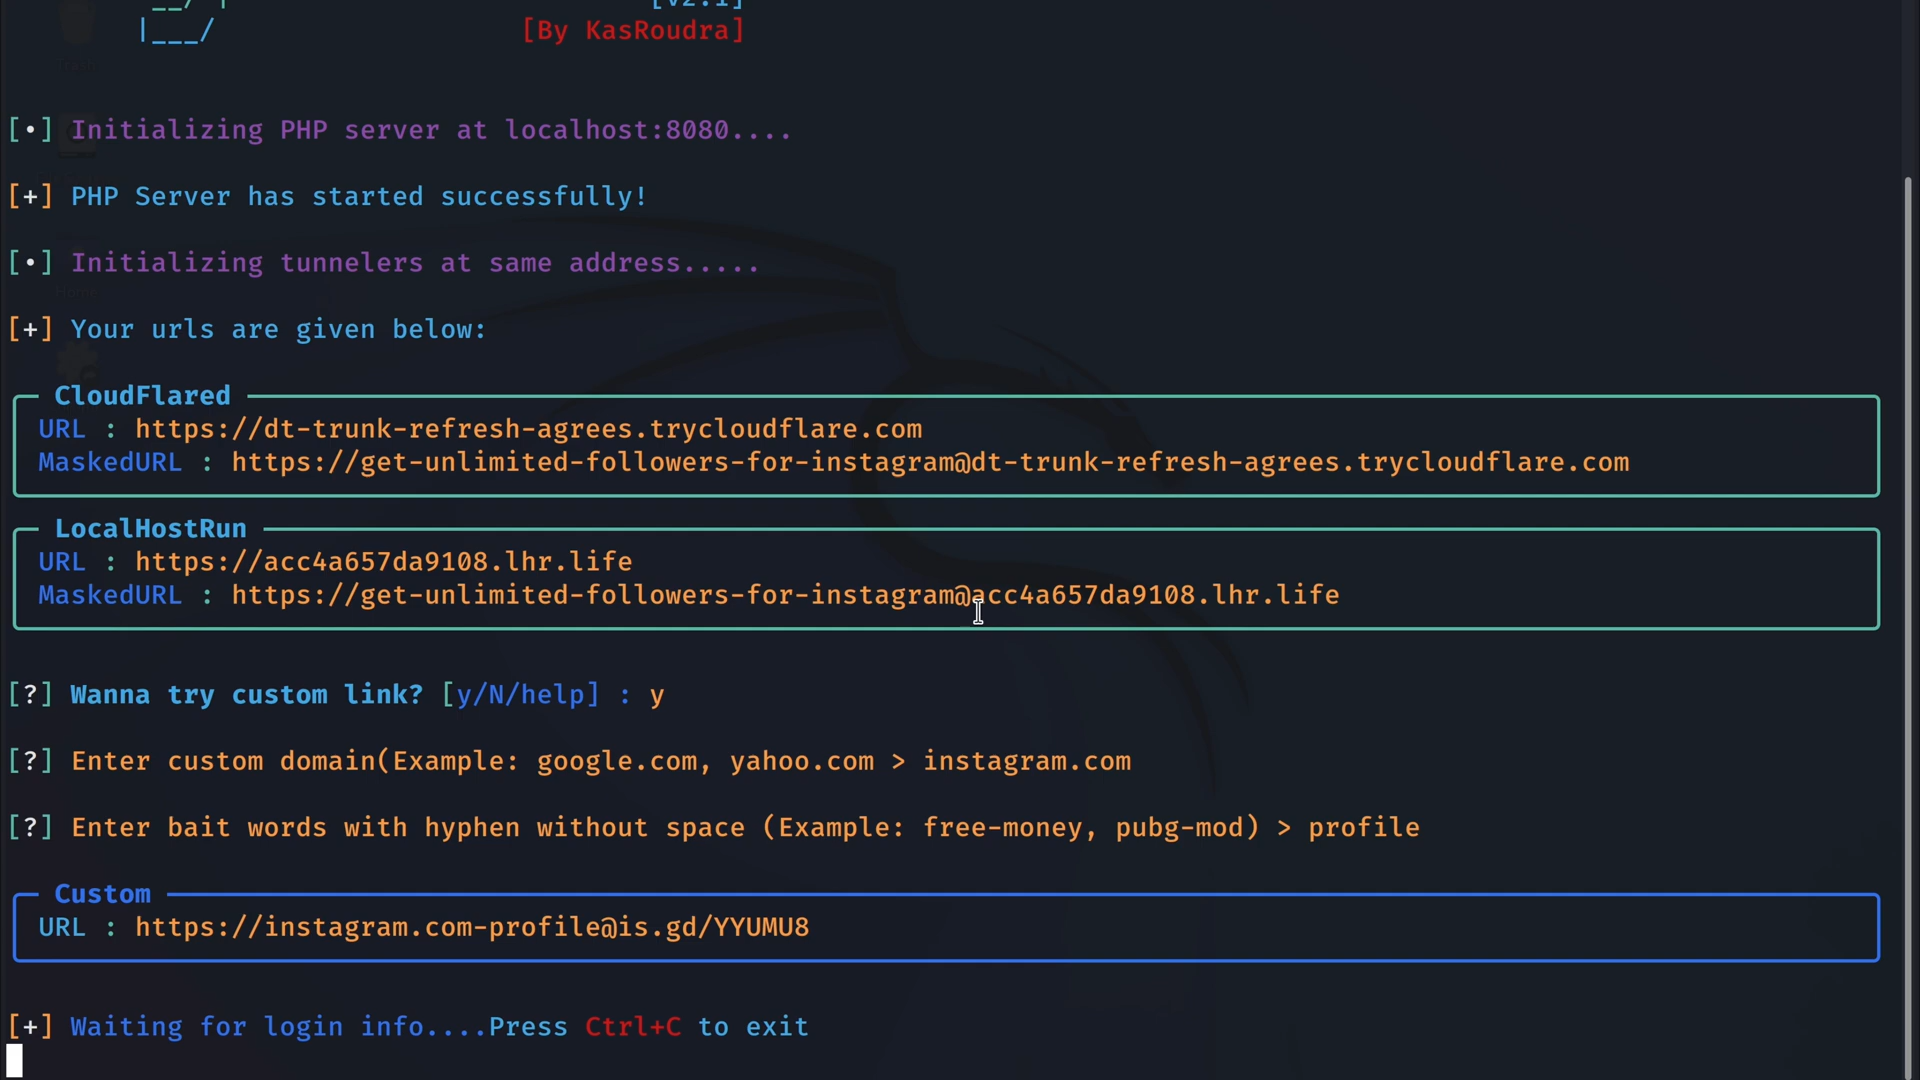 [v2.1]
[By KasRoudra]
[•] Initializing PHP server at localhost:8080....
[+] PHP Server has started successfully!
[•] Initializing tunnelers at same address.....
[+] Your urls are given below:
CloudFlared
URL : https://dt-trunk-refresh-agrees.trycloudflare.com
MaskedURL : https://get-unlimited-followers-for-instagram@dt-trunk-refresh-agrees.trycloudflare.com
LocalHostRun
URL : https://acc4a657da9108.lhr.life
MaskedURL : https://get-unlimited-followers-for-instagram@acc4a657da9108.lhr.life
[?] Wanna try custom link? [y/N/help] : y
[?] Enter custom domain(Example: google.com, yahoo.com > instagram.com
[?] Enter bait words with hyphen without space (Example: free-money, pubg-mod) > profile
Custom
URL : https://instagram.com-profile@is.gd/YYUMU8
[+] Waiting for login info....Press Ctrl+C to exit